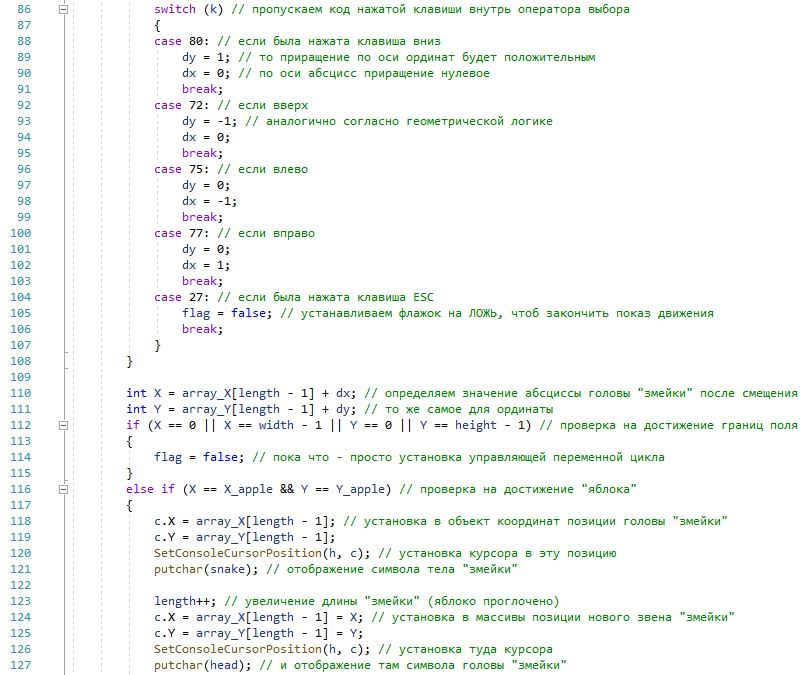 86 switch (k) // пропускаем код нажатой клавиши внутрь оператора выбора
87 {
88 case 80: // если была нажата клавиша вниз
89 dy = 1; // то приращение по оси ординат будет положительным
90 dx = 0; // по оси абсцисс приращение нулевое
91 break;
92 case 72: // если вверх
93 dy = -1; // аналогично согласно геометрической логике
94 dx = 0;
95 break;
96 case 75: // если влево
97 dy = 0;
98 dx = -1;
99 break;
100 case 77: // если вправо
101 dy = 0;
102 dx = 1;
103 break;
104 case 27: // если была нажата клавиша ESC
105 flag = false; // устанавливаем флажок на ЛОЖЬ, чтоб закончить показ движения
106 break;
107 }
108 }
109
110 int X = array_X[length - 1] + dx; // определяем значение абсциссы головы "змейки" после смещения
111 int Y = array_Y[length - 1] + dy; // то же самое для ординаты
112 if (X == 0 || X == width - 1 || Y == 0 || Y == height - 1) // проверка на достижение границ поля
113 {
114 flag = false; // пока что - просто установка управляющей переменной цикла
115 }
116 else if (X == X_apple && Y == Y_apple) // проверка на достижение "яблока"
117 {
118 c.X = array_X[length - 1]; // установка в объект координат позиции головы "змейки"
119 c.Y = array_Y[length - 1];
120 SetConsoleCursorPosition(h, c); // установка курсора в эту позицию
121 putchar(snake); // отображение символа тела "змейки"
122
123 length++; // увеличение длины "змейки" (яблоко проглочено)
124 c.X = array_X[length - 1] = X; // установка в массивы позиции нового звена "змейки"
125 c.Y = array_Y[length - 1] = Y;
126 SetConsoleCursorPosition(h, c); // установка туда курсора
127 putchar(head); // и отображение там символа головы "змейки"